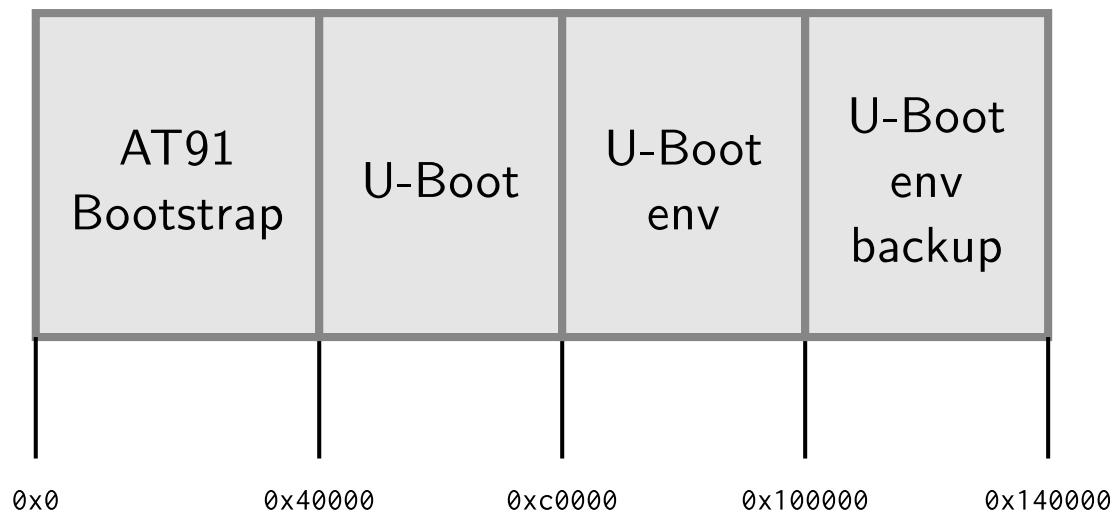 AT91
Bootstrap
U-Boot
U-Boot
env
U-Boot
env
backup
0x0
0x40000
0xc0000
0x100000
0x140000